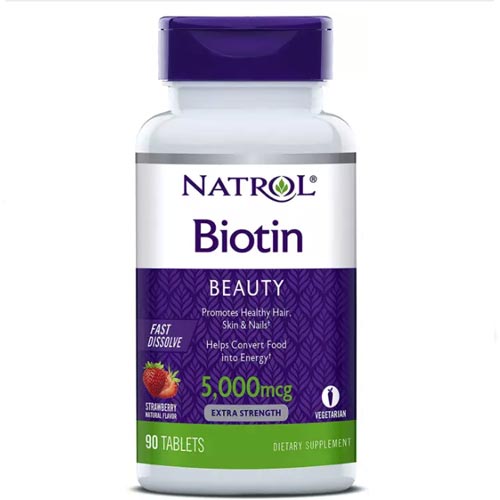 NATROL®
Biotin
BEAUTY
Promotes Healthy Hair,
Skin & Nails†
Helps Convert Food
into Energy†
FAST
DISSOLVE
5,000mcg
EXTRA STRENGTH
STRAWBERRY
NATURAL FLAVOR
VEGETARIAN
90 TABLETS
DIETARY SUPPLEMENT